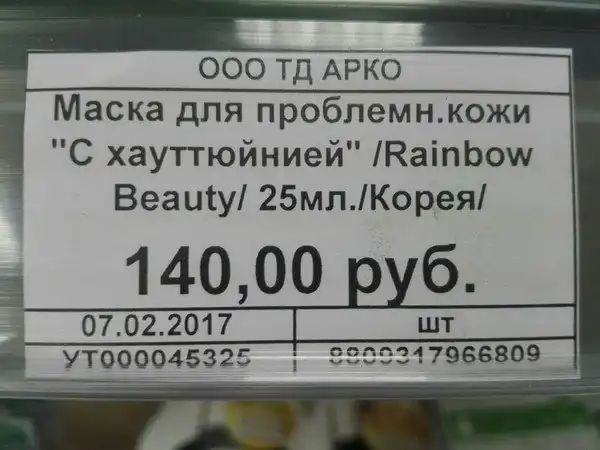 ООО ТД АРКО
Маска для проблемн.кожи
"С хауттюйнией" /Rainbow
Beauty/ 25мл./Корея/
140,00 руб.
07.02.2017 шт
УТ000045325 8809317966809